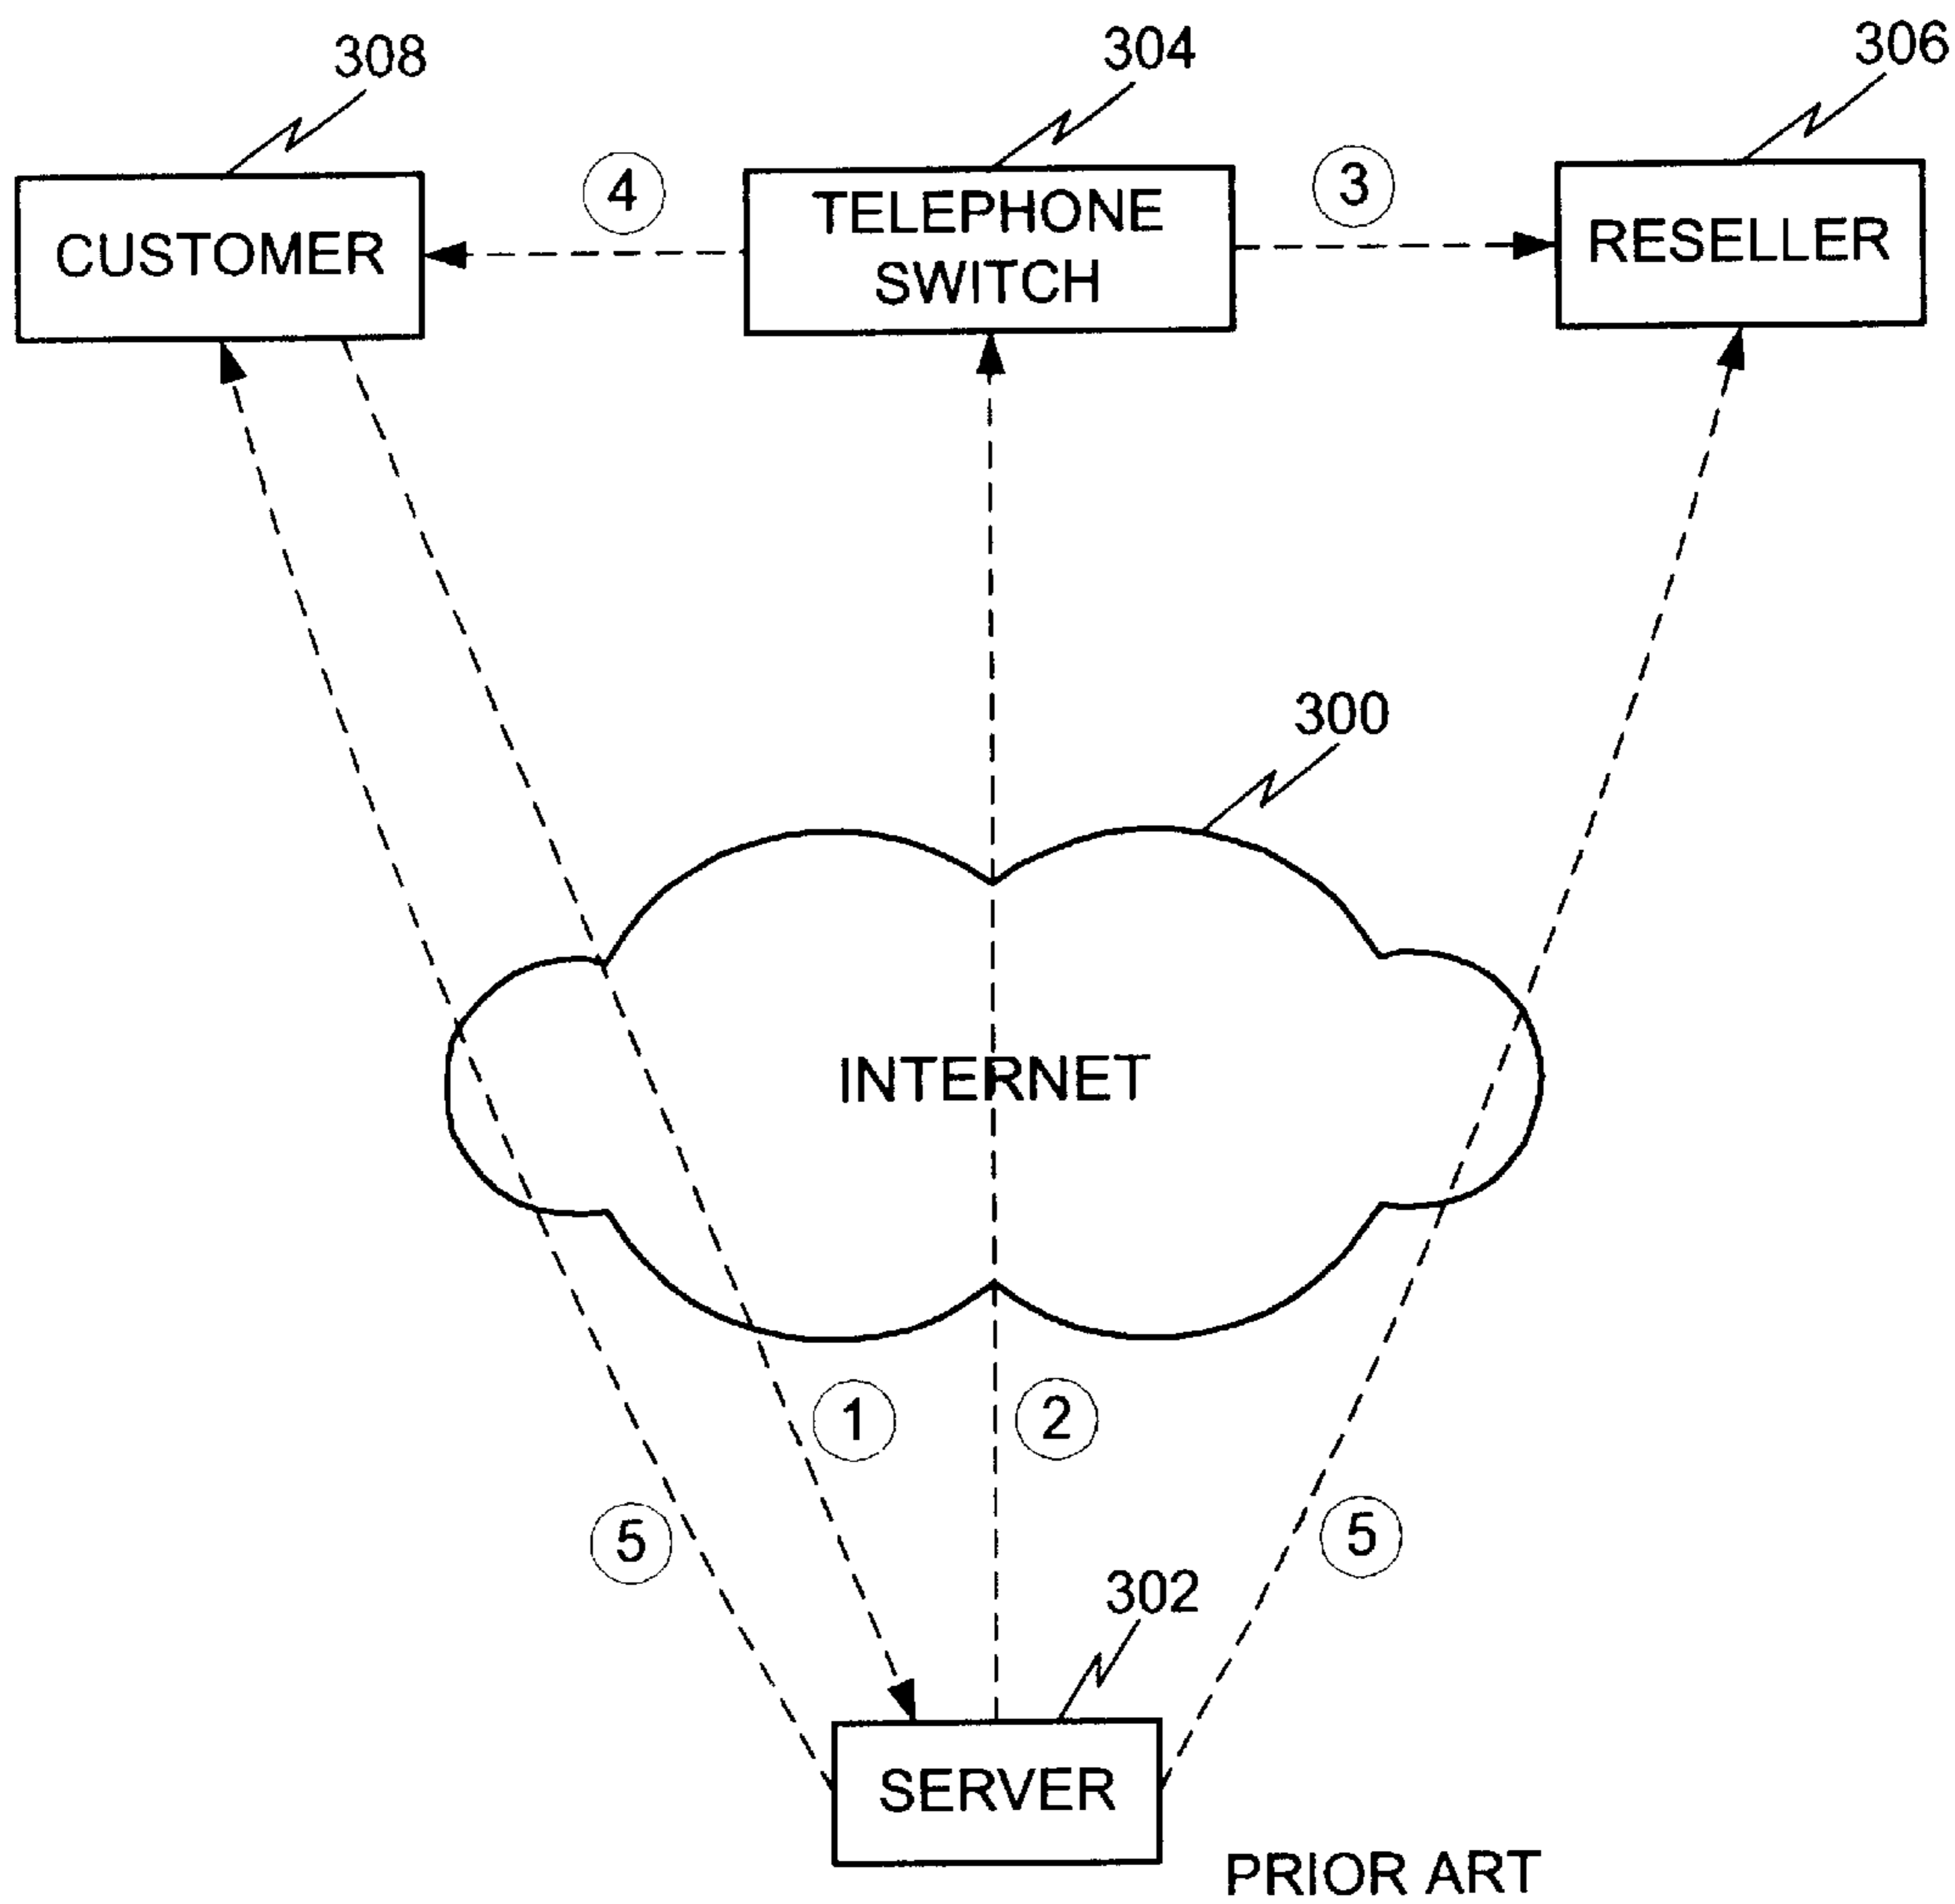 308
304
306
4
3
CUSTOMER
TELEPHONE
SWITCH
RESELLER
300
INTERNET
1
2
5
5
302
SERVER
PRIOR ART